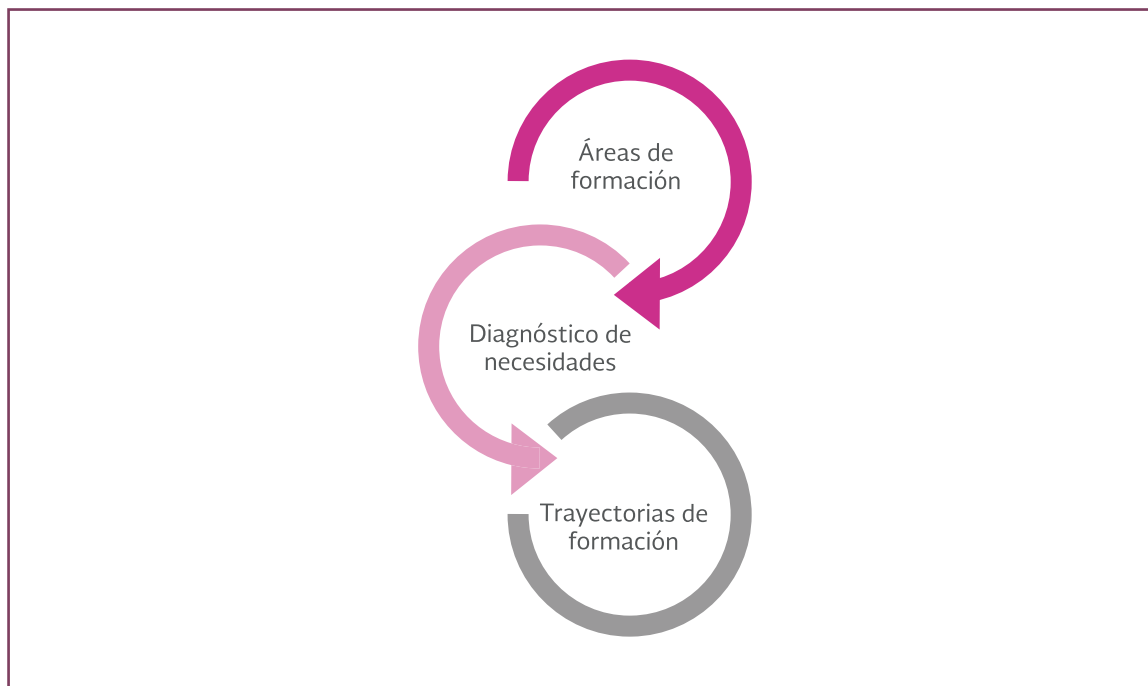 Áreas de
formación
Diagnóstico de
necesidades
Trayectorias de
formación